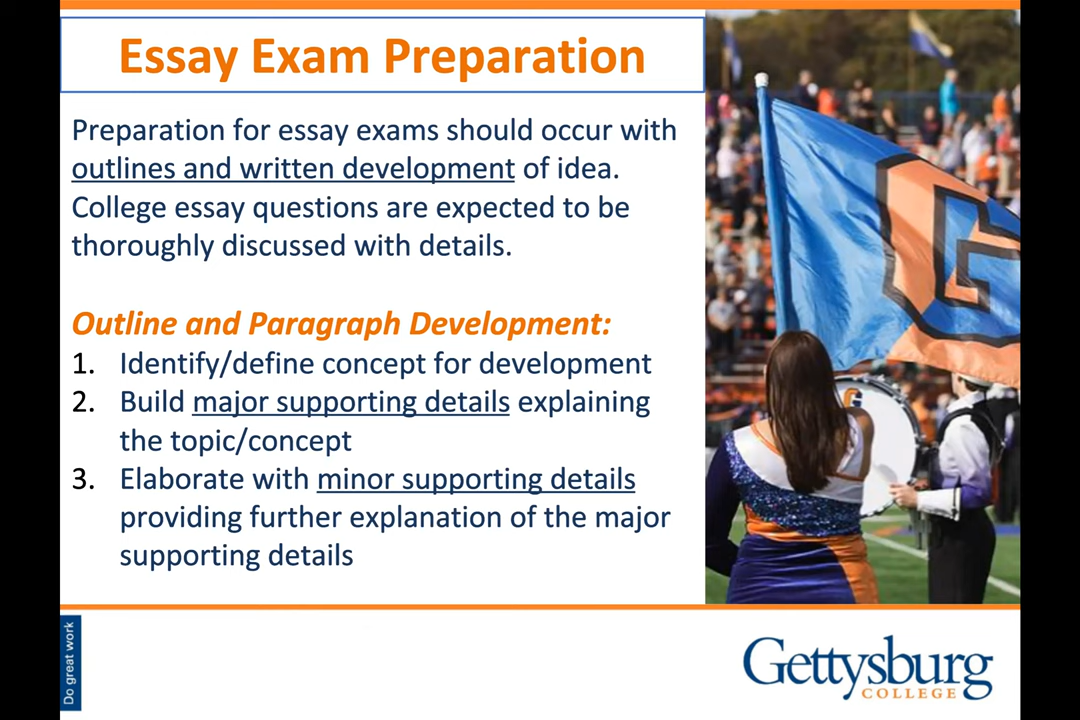 Essay Exam Preparation
Preparation for essay exams should occur with
outlines and written development of idea.
College essay questions are expected to be
thoroughly discussed with details.
Outline and Paragraph Development:
1. Identify/define concept for development
2. Build major supporting details explaining
the topic/concept
3. Elaborate with minor supporting details
providing further explanation of the major
supporting details
G
G
Do great work
Gettysburg
COLLEGE